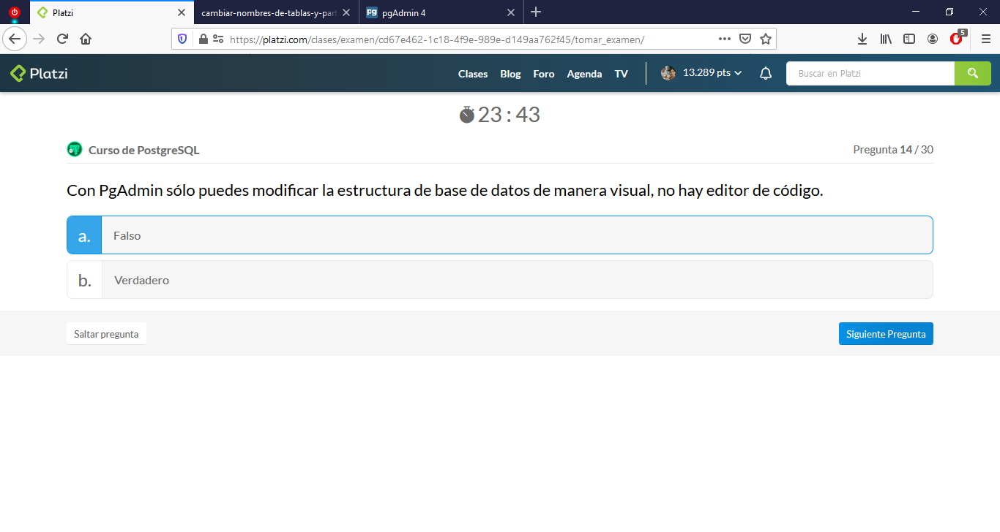 Platzi
cambiar-nombres-de-tablas-y-part
Pg pgAdmin 4
https://platzi.com/clases/examen/cd67e462-1c18-4f9e-989e-d149aa762f45/tomar_examen/
5
Platzi
Clases Blog Foro Agenda TV
13.289 pts
Buscar en Platzi
23 : 43
Curso de PostgreSQL
Pregunta 14 / 30
Con PgAdmin sólo puedes modificar la estructura de base de datos de manera visual, no hay editor de código.
a. Falso
b. Verdadero
Saltar pregunta
Siguiente Pregunta